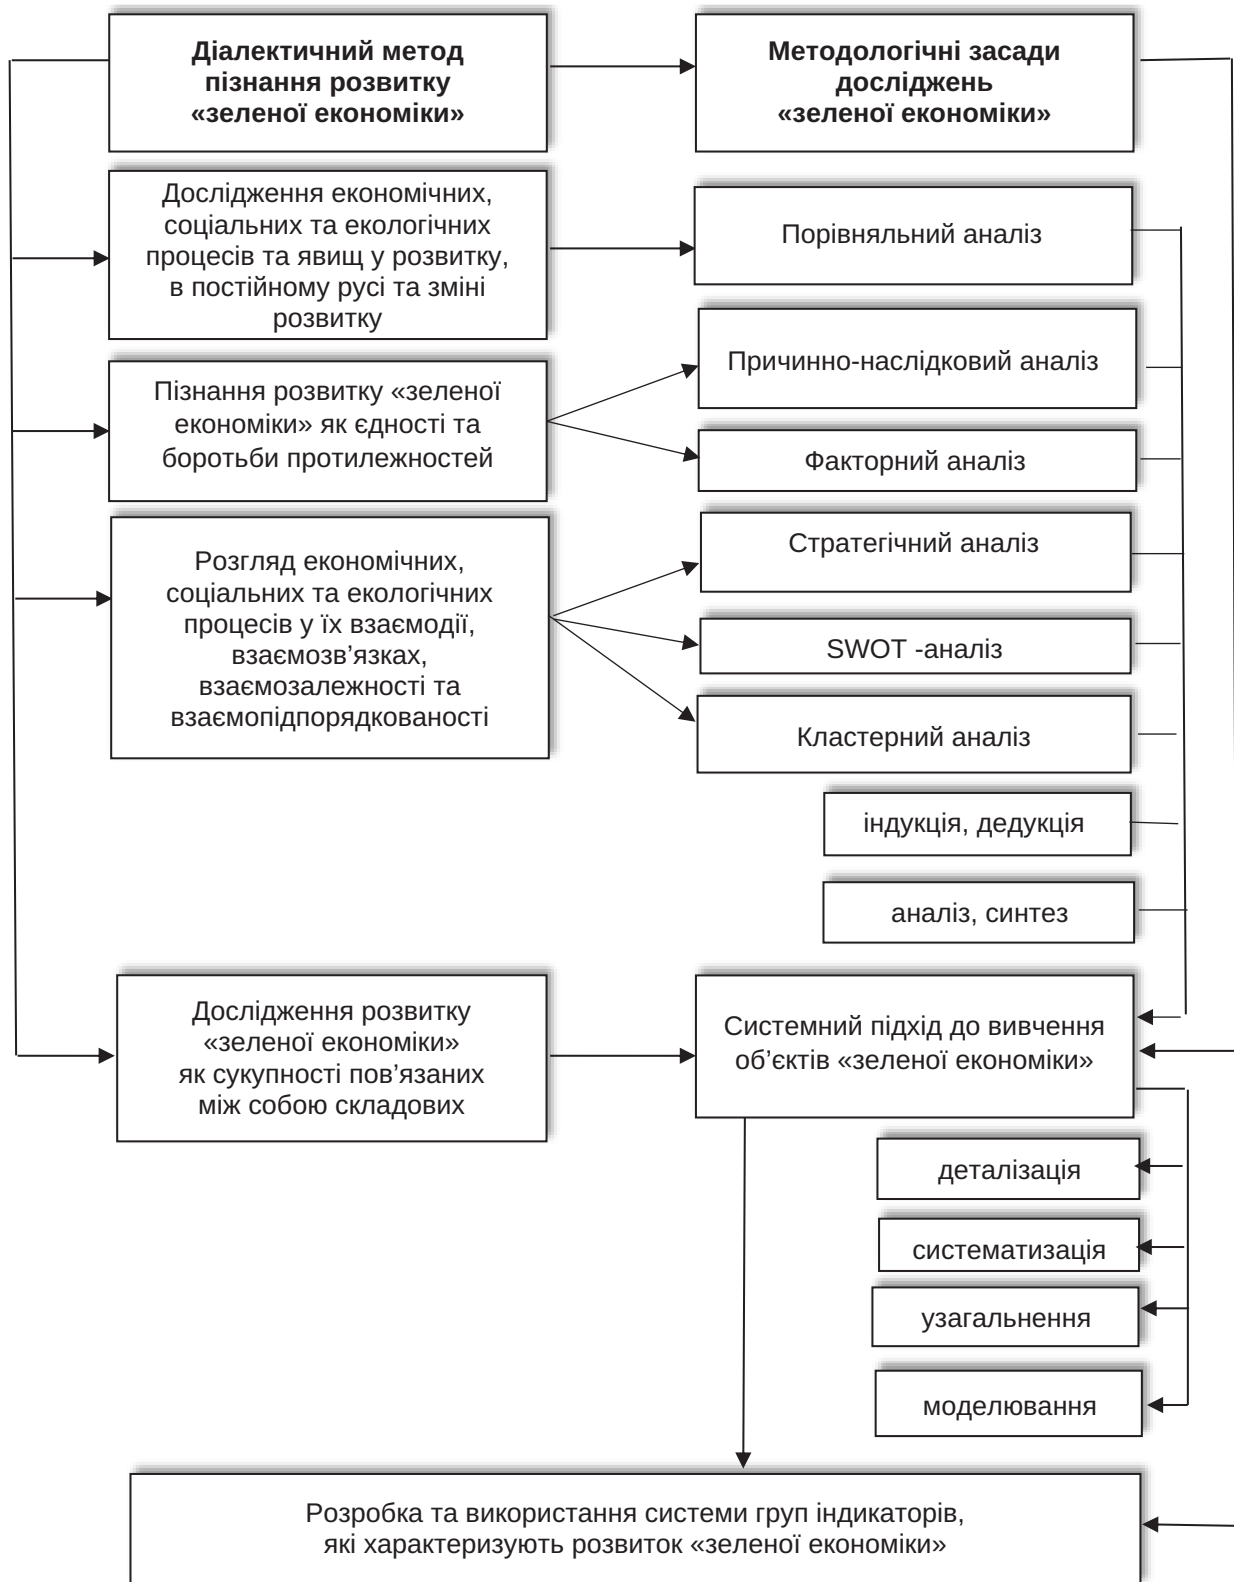 Діалектичний метод
пізнання розвитку
«зеленої економіки»
Методологічні засади
досліджень
«зеленої економіки»
Дослідження економічних,
соціальних та екологічних
процесів та явищ у розвитку,
в постійному русі та зміні
розвитку
Порівняльний аналіз
Пізнання розвитку «зеленої
економіки» як єдності та
боротьби протилежностей
Причинно-наслідковий аналіз
Факторний аналіз
Розгляд економічних,
соціальних та екологічних
процесів у їх взаємодії,
взаємозв’язках,
взаємозалежності та
взаємопідпорядкованості
Стратегічний аналіз
SWOT -аналіз
Кластерний аналіз
індукція, дедукція
аналіз, синтез
Дослідження розвитку
«зеленої економіки»
як сукупності пов’язаних
між собою складових
Системний підхід до вивчення
об’єктів «зеленої економіки»
деталізація
систематизація
узагальнення
моделювання
Розробка та використання системи груп індикаторів,
які характеризують розвиток «зеленої економіки»